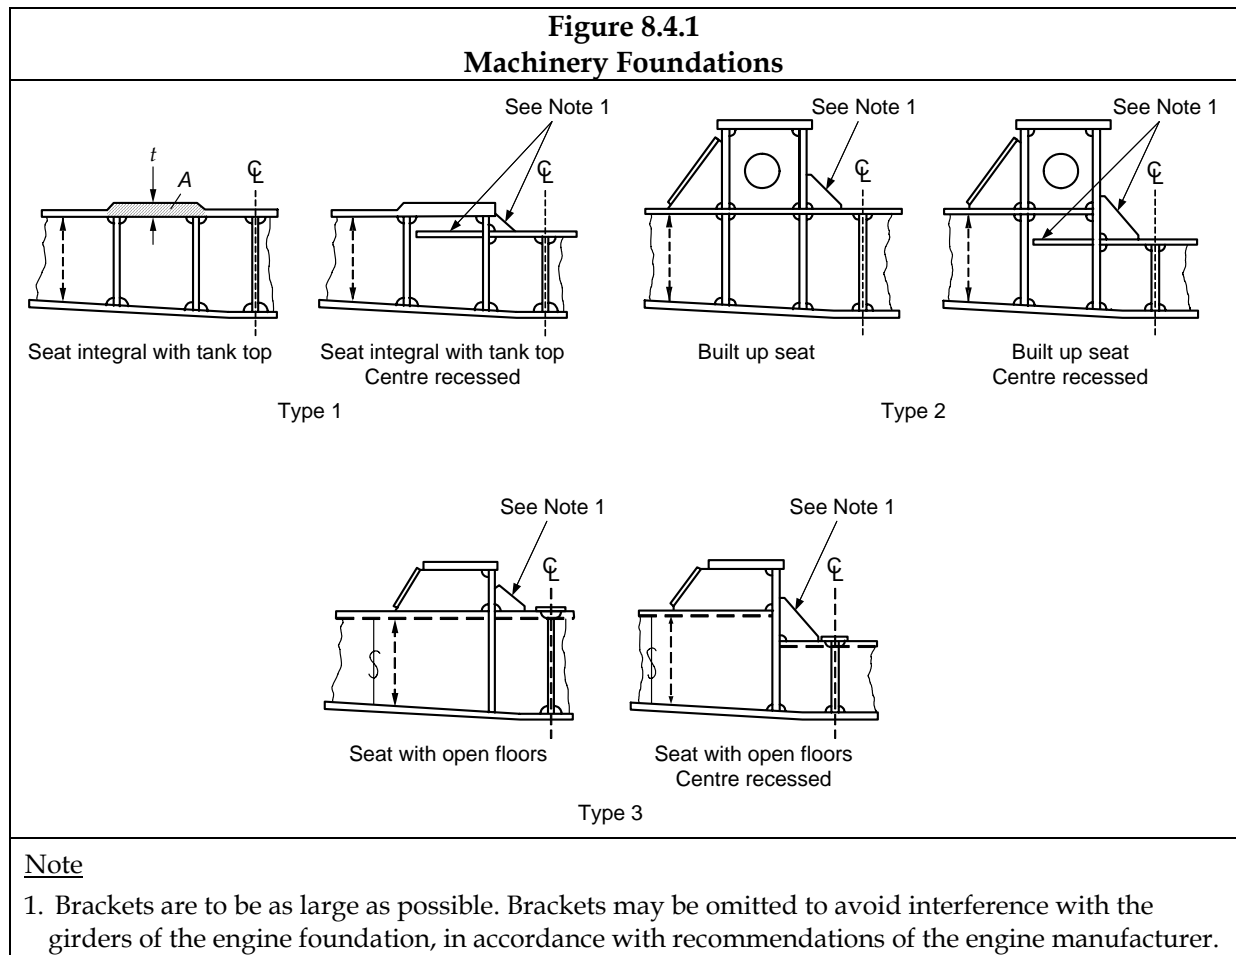 Figure 8.4.1
Machinery Foundations
See Note 1
See Note 1
See Note 1
t
A
℄
℄
℄
℄
Seat integral with tank top
Seat integral with tank top
Centre recessed
Built up seat
Built up seat
Centre recessed
Type 1
Type 2
See Note 1
See Note 1
℄
℄
S
S
Seat with open floors
Seat with open floors
Centre recessed
Type 3
Note
1. Brackets are to be as large as possible. Brackets may be omitted to avoid interference with the
girders of the engine foundation, in accordance with recommendations of the engine manufacturer.